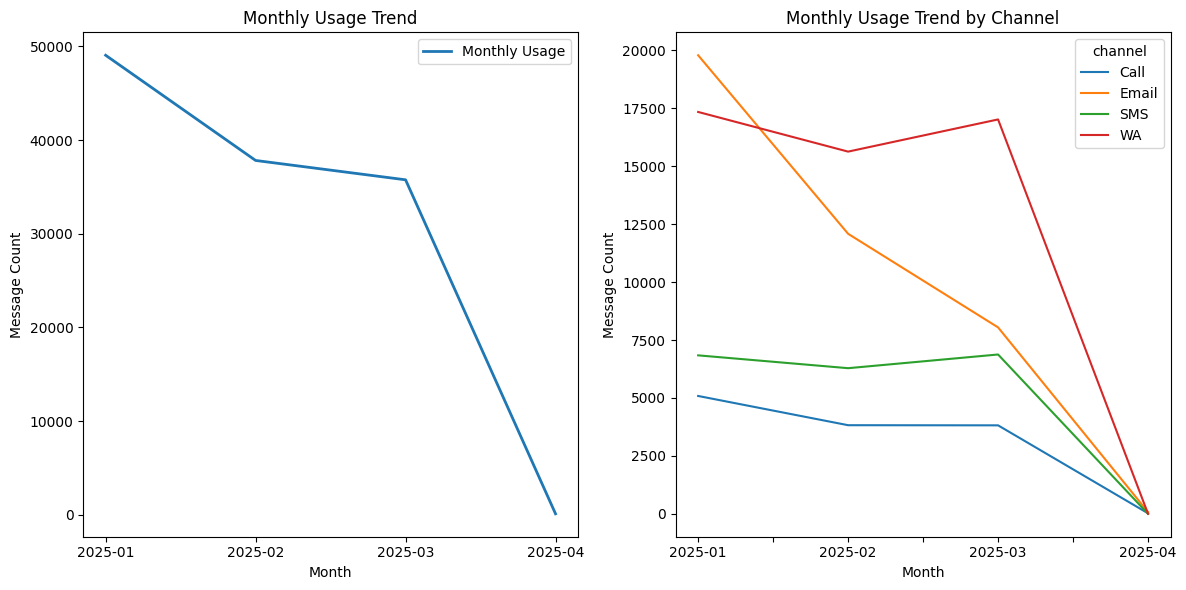 Monthly Usage Trend
Monthly Usage
50000
40000
30000
20000
10000
0
Message Count
2025-01 2025-02 2025-03 2025-04
Month
Monthly Usage Trend by Channel
channel
Call
Email
SMS
WA
20000
17500
15000
12500
10000
7500
5000
2500
0
Message Count
2025-01 2025-02 2025-03 2025-04
Month